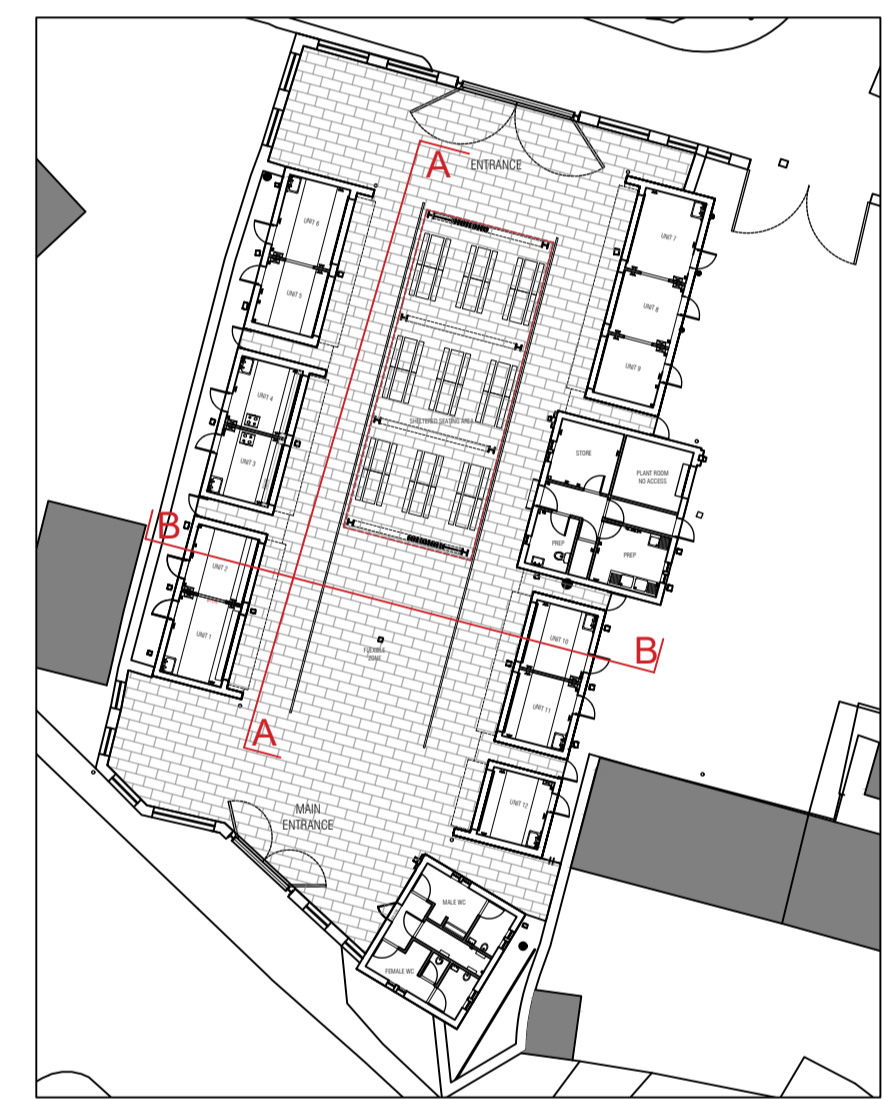 A
ENTRANCE
UNIT 6
UNIT 5
UNIT 7
UNIT 8
UNIT 9
UNIT 4
UNIT 3
SHELTERED SEATING AREA
STORE
PLANT ROOM
NO ACCESS
B
UNIT 2
UNIT 1
PREP
PREP
UNIT 10
B
FLEXIBLE
ZONE
UNIT 11
A
MAIN
ENTRANCE
UNIT 12
MALE WC
FEMALE WC